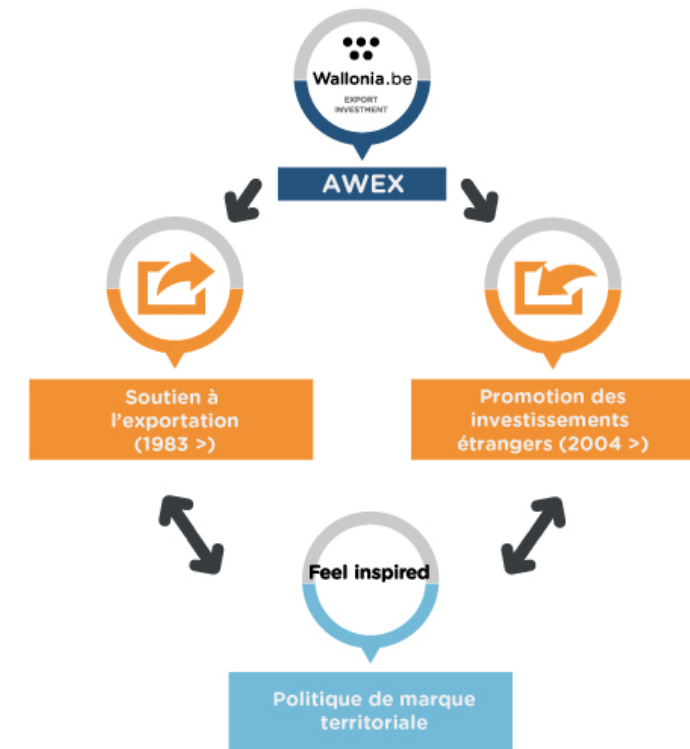 Wallonia.be
EXPORT
INVESTMENT
AWEX
Soutien à
l'exportation
(1983 >)
Promotion des
investissements
étrangers (2004 >)
Feel inspired
Politique de marque
territoriale